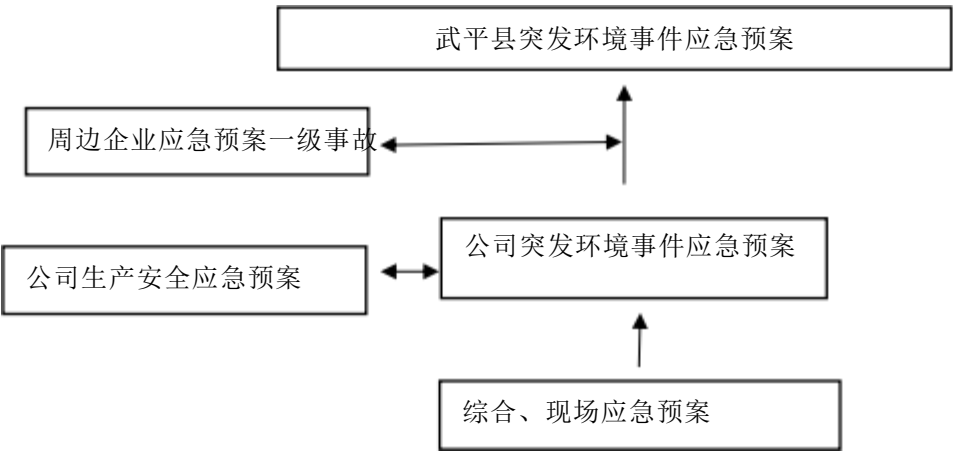 武平县突发环境事件应急预案
周边企业应急预案一级事故
公司突发环境事件应急预案
公司生产安全应急预案
综合、现场应急预案